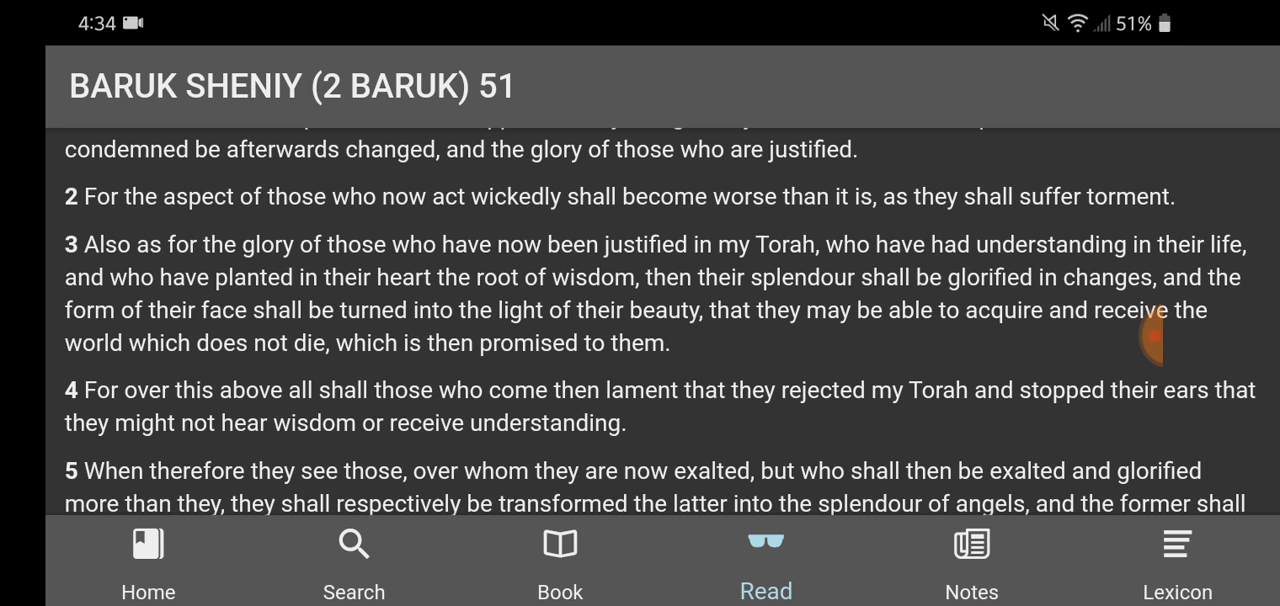 4:34 51%
BARUK SHENIY (2 BARUK) 51
condemned be afterwards changed, and the glory of those who are justified.
2 For the aspect of those who now act wickedly shall become worse than it is, as they shall suffer torment.
3 Also as for the glory of those who have now been justified in my Torah, who have had understanding in their life,
and who have planted in their heart the root of wisdom, then their splendour shall be glorified in changes, and the
form of their face shall be turned into the light of their beauty, that they may be able to acquire and receive the
world which does not die, which is then promised to them.
4 For over this above all shall those who come then lament that they rejected my Torah and stopped their ears that
they might not hear wisdom or receive understanding.
5 When therefore they see those, over whom they are now exalted, but who shall then be exalted and glorified
more than they, they shall respectively be transformed the latter into the splendour of angels, and the former shall
Home Search Book Read Notes Lexicon